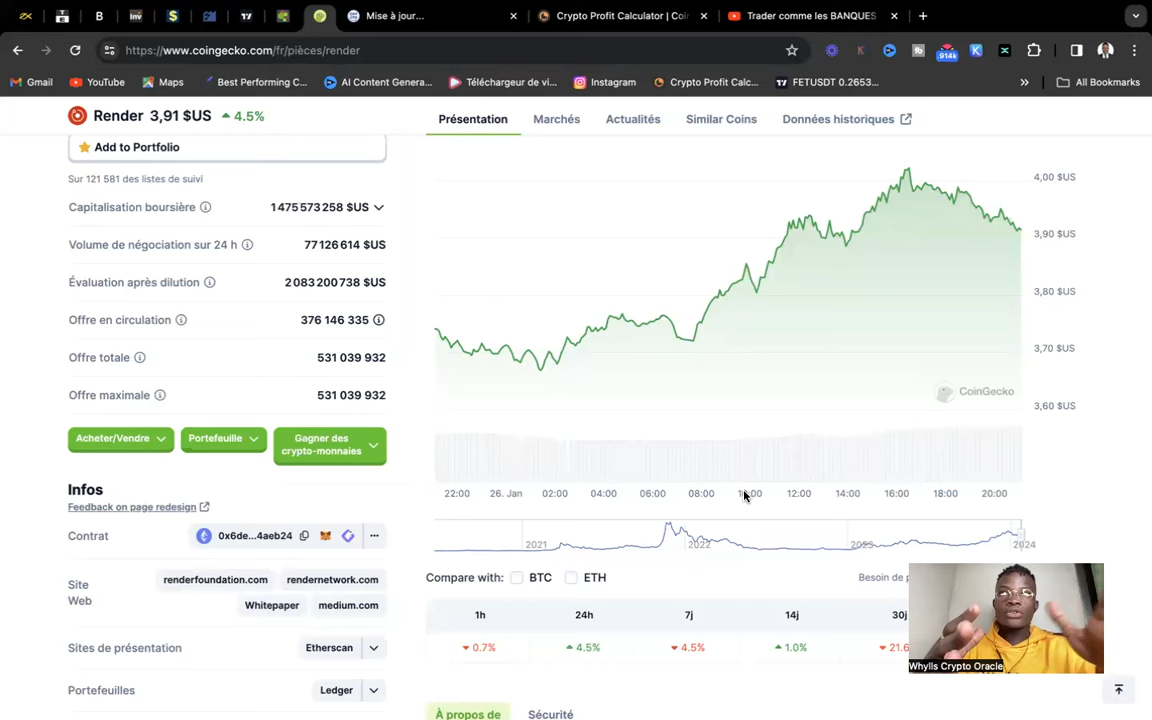 Mise à jour...
Crypto Profit Calculator | Coi
Trader comme les BANQUES
https://www.coingecko.com/fr/pièces/render
.914k
Gmail
YouTube
Maps
Best Performing C...
AI Content Genera...
Téléchargeur de vi...
Instagram
Crypto Profit Calc...
FETUSDT 0.2653...
All Bookmarks
Render 3,91 $US 4.5%
Présentation
Marchés
Actualités
Similar Coins
Données historiques
Add to Portfolio
Sur 121 581 des listes de suivi
Capitalisation boursière 1 475 573 258 $US
Volume de négociation sur 24 h 77 126 614 $US
Évaluation après dilution 2 083 200 738 $US
Offre en circulation 376 146 335
Offre totale 531 039 932
Offre maximale 531 039 932
Acheter/Vendre
Portefeuille
Gagner des
crypto-monnaies
Infos
Feedback on page redesign
Contrat 0x6de...4aeb24
Site
Web
renderfoundation.com
rendernetwork.com
Whitepaper
medium.com
Sites de présentation Etherscan
Portefeuilles Ledger
4,00 $US
3,90 $US
3,80 $US
3,70 $US
3,60 $US
CoinGecko
22:00 26. Jan 02:00 04:00 06:00 08:00 12:00 14:00 16:00 18:00 20:00
2021 2022 2023 2024
Compare with: BTC ETH
Besoin de
1h 24h 7j 14j 30j
0.7% 4.5% 4.5% 1.0% 21.6
Whylls Crypto Oracle
À propos de
Sécurité